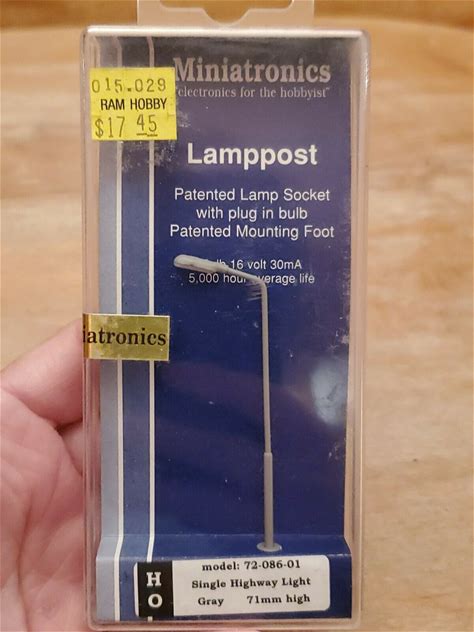 015.029
RAM HOBBY
$17 45
Miniatronics
"electronics for the hobbyist"
Lamppost
Patented Lamp Socket
with plug in bulb
Patented Mounting Foot
16 volt 30mA
5,000 hour life
iatronics
HO
model: 72-086-01
Single Highway Light
Gray 71mm high